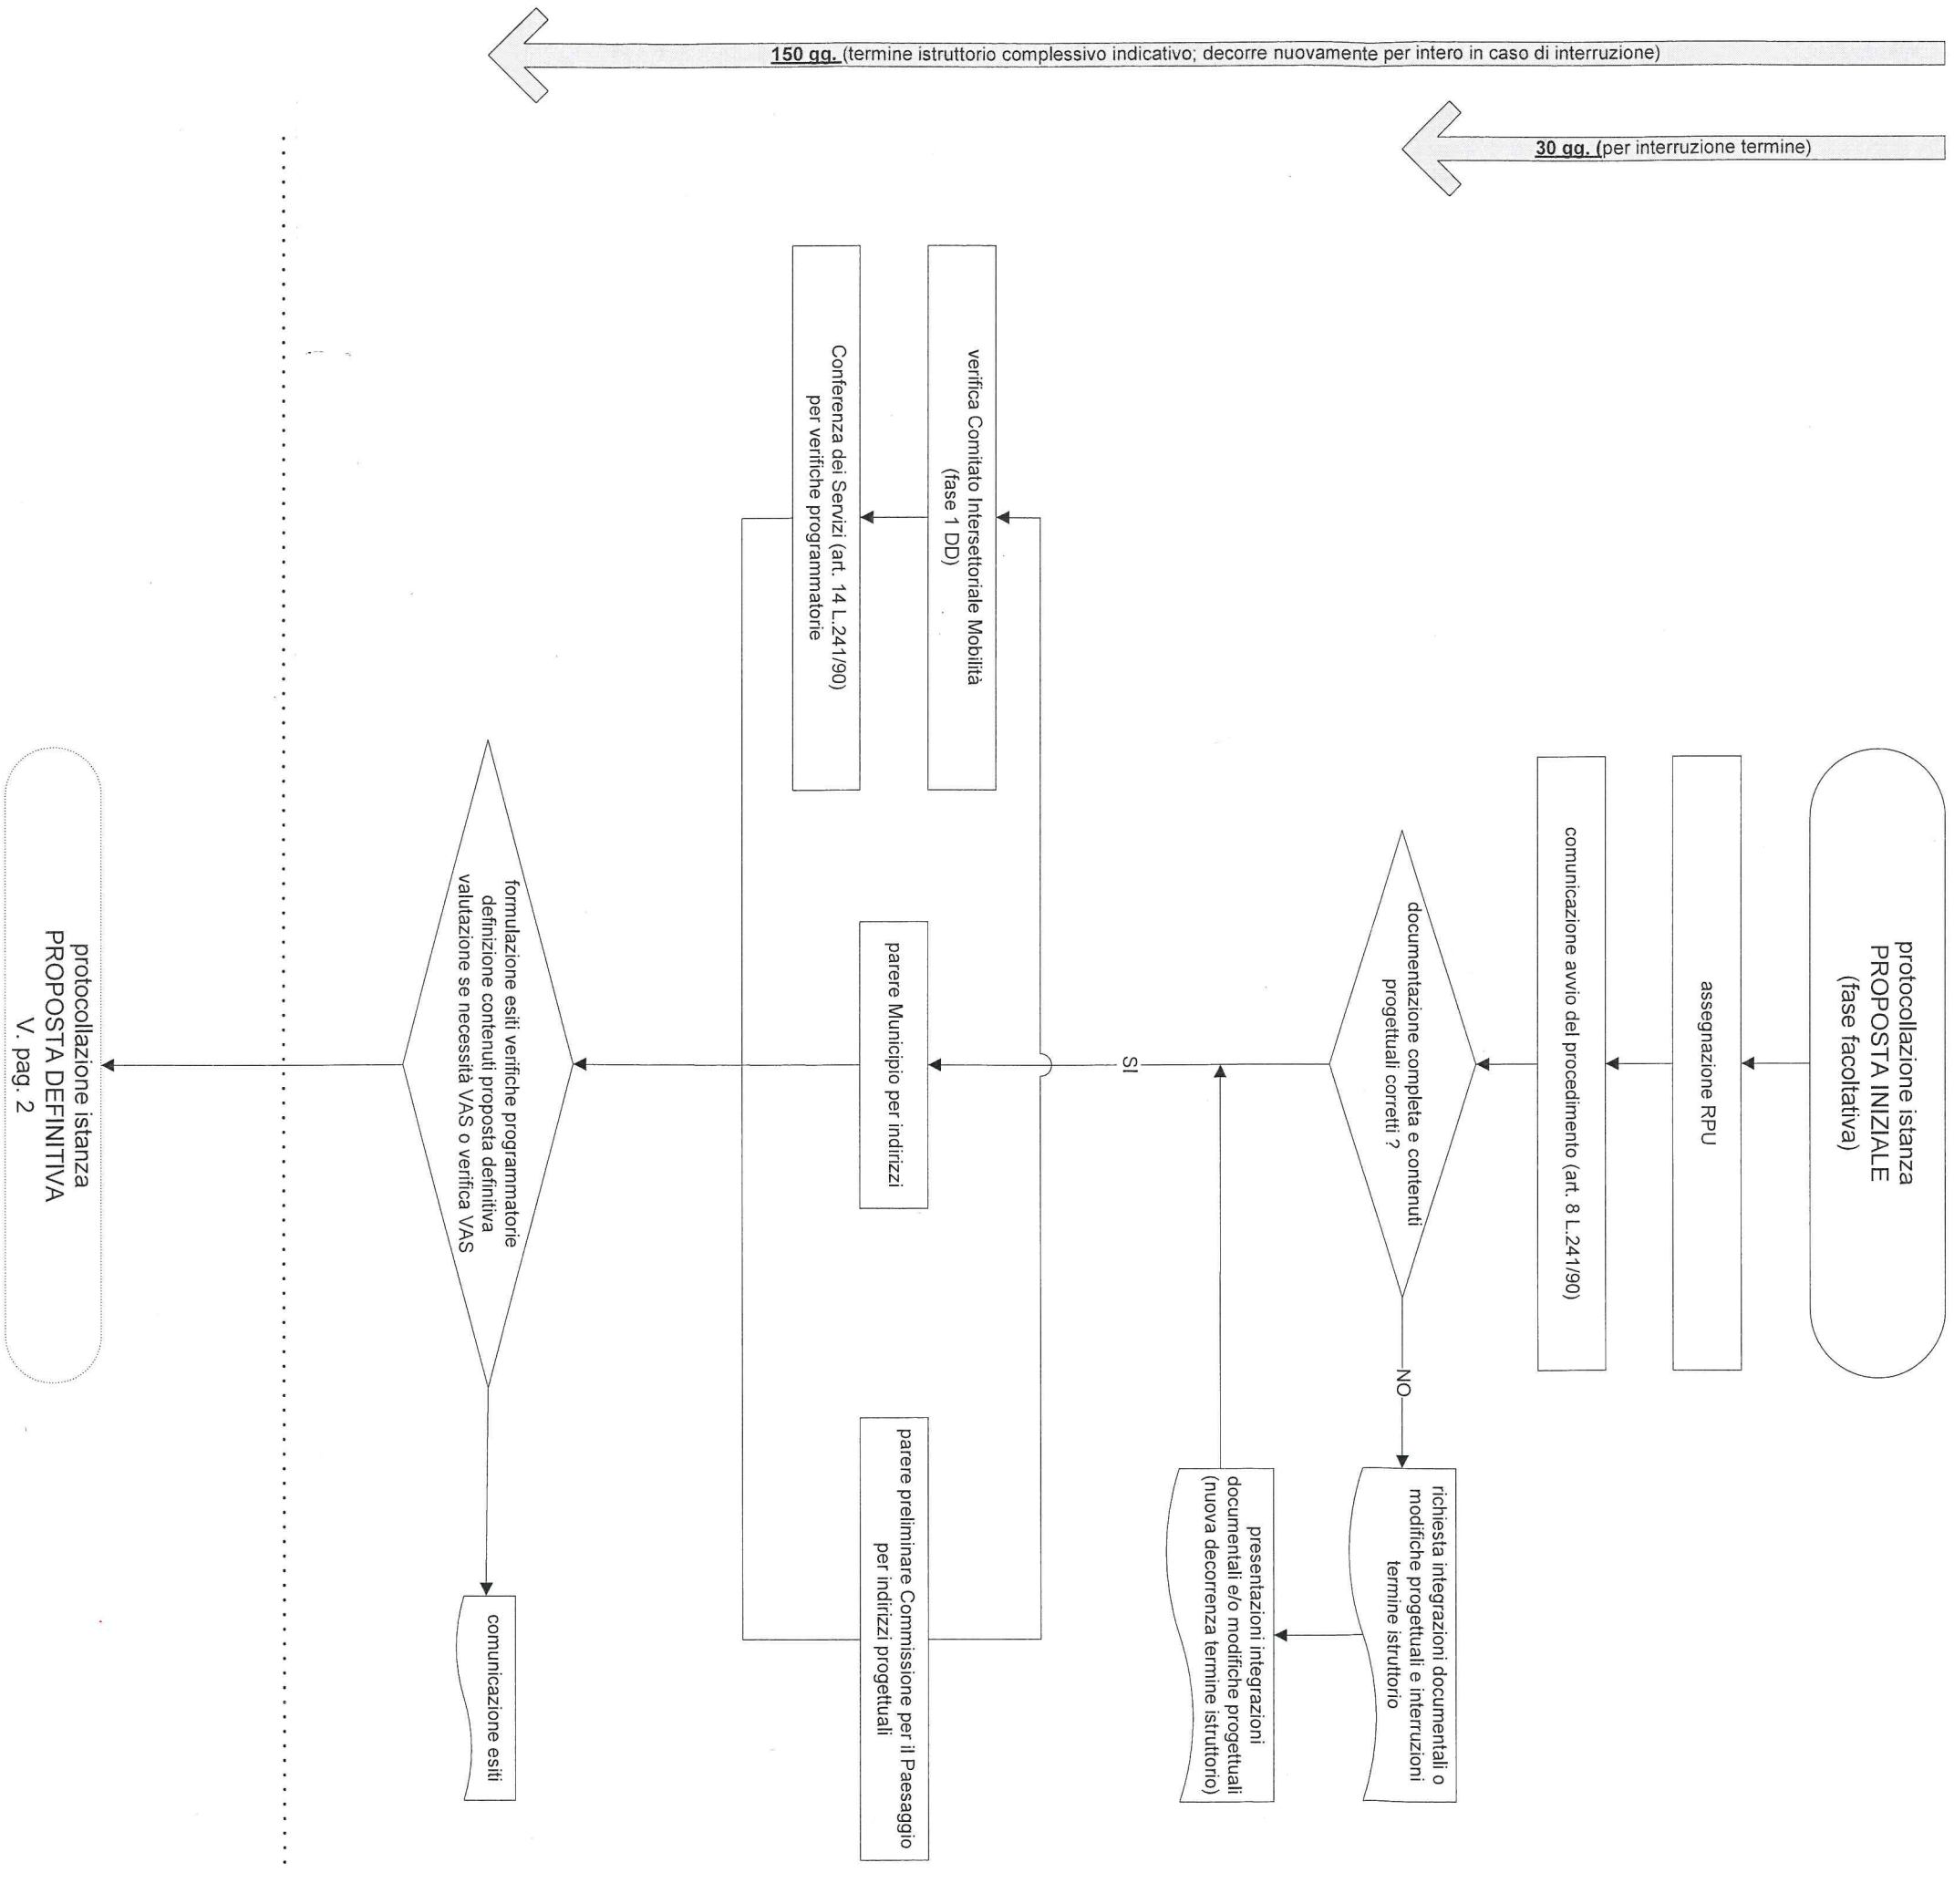 150 gg. (termine istruttorio complessivo indicativo; decorre nuovamente per intero in caso di interruzione)
30 gg. (per interruzione termine)
protocollazione istanza
PROPOSTA INIZIALE
(fase facoltativa)
assegnazione RPU
comunicazione avvio del procedimento (art. 8 L.241/90)
documentazione completa e contenuti
progettuali corretti ?
NO
richiesta integrazioni documentali o
modifiche progettuali e interruzioni
termine istruttorio
presentazioni integrazioni
documentali e/o modifiche progettuali
(nuova decorrenza termine istruttorio)
SI
verifica Comitato Intersettoriale Mobilità
(fase 1 DD)
Conferenza dei Servizi (art. 14 L.241/90)
per verifiche programmatorie
parere Municipio per indirizzi
parere preliminare Commissione per il Paesaggio
per indirizzi progettuali
formulazione esiti verifiche programmatorie
definizione contenuti proposta definitiva
valutazione se necessità VAS o verifica VAS
comunicazione esiti
protocollazione istanza
PROPOSTA DEFINITIVA
V. pag. 2